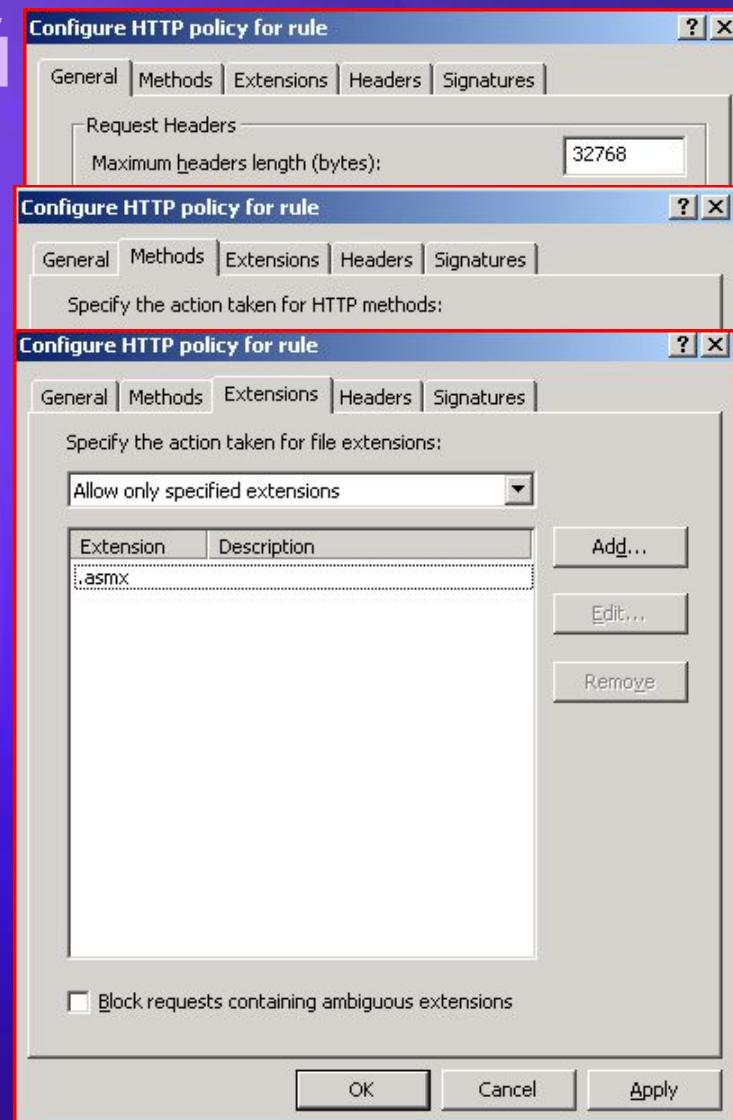 Configure HTTP policy for rule
General Methods Extensions Headers Signatures
Request Headers
Maximum headers length (bytes): 32768
Configure HTTP policy for rule
General Methods Extensions Headers Signatures
Specify the action taken for HTTP methods:
Configure HTTP policy for rule
General Methods Extensions Headers Signatures
Specify the action taken for file extensions:
Allow only specified extensions
Extension Description Add...
.asmx
Edit...
Remove
Block requests containing ambiguous extensions
OK Cancel Apply